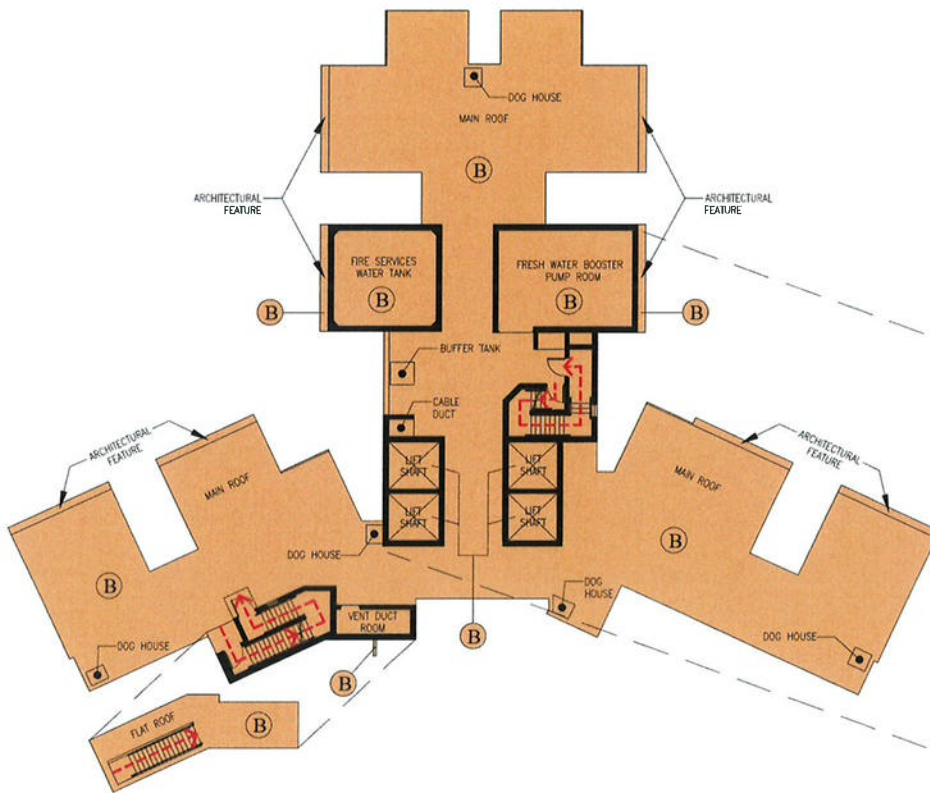 DOG HOUSE
MAIN ROOF
B
ARCHITECTURAL
FEATURE
ARCHITECTURAL
FEATURE
FIRE SERVICES
WATER TANK
B
FRESH WATER BOOSTER
PUMP ROOM
B
B
B
BUFFER TANK
CABLE
DUCT
ARCHITECTURAL
FEATURE
MAIN ROOF
LIFT
SHAFT
LIFT
SHAFT
LIFT
SHAFT
LIFT
SHAFT
ARCHITECTURAL
FEATURE
MAIN ROOF
B
DOG HOUSE
B
DOG
HOUSE
VENT DUCT
ROOM
B
DOG HOUSE
DOG HOUSE
B
FLAT ROOF
B